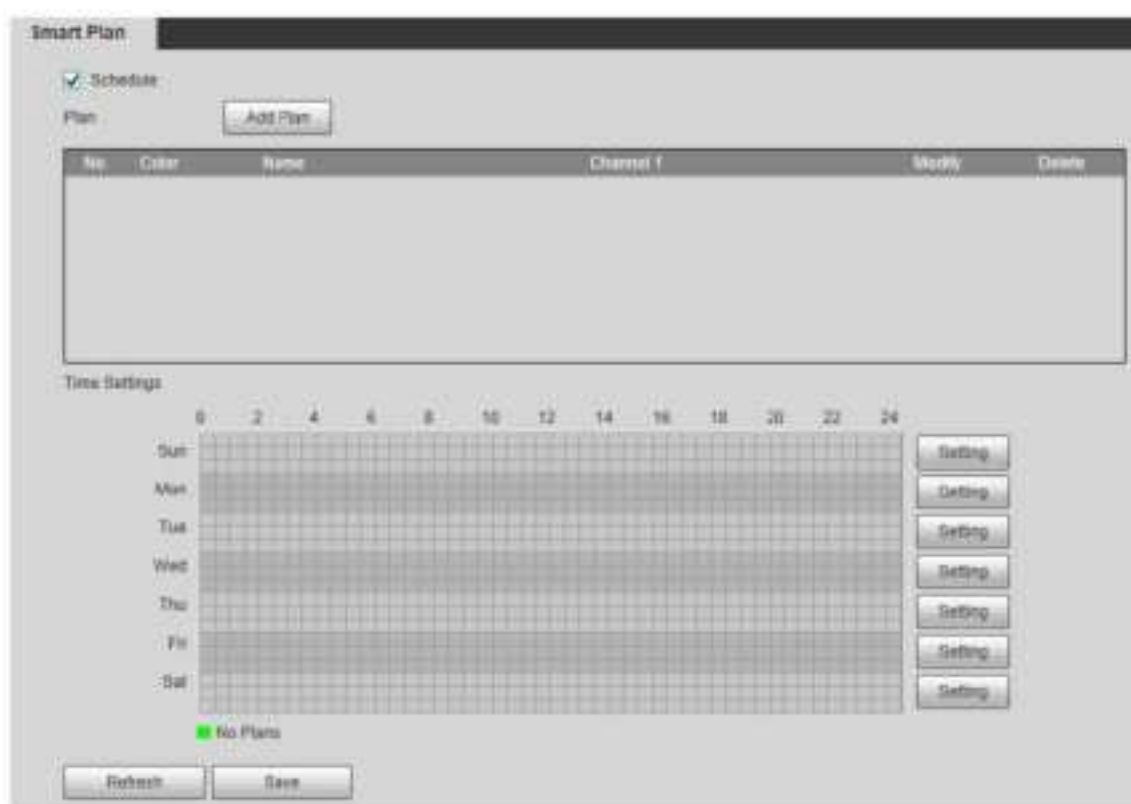 Smart Plan
Schedule
Plan Add Plan
No Color Name Channel 1 Modify Delete
Time Settings
0 2 4 6 8 10 12 14 16 18 20 22 24
Sun Setting
Mon Setting
Tue Setting
Wed Setting
Thu Setting
Fri Setting
Sat Setting
No Plans
Refresh Save